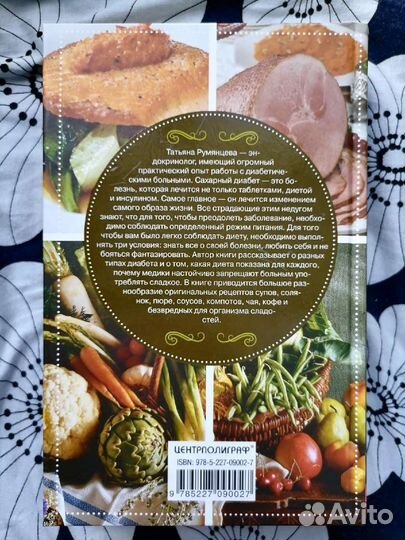 Татьяна Румянцева — эн-
докринолог, имеющий огромный
практический опыт работы с диабетиче-
скими больными. Сахарный диабет — это бо-
лезнь, которая лечится не только таблетками, диетой
и инсулином. Самое главное — он лечится изменением
самого образа жизни. Все страдающие этим недугом
знают, что для того, чтобы преодолеть заболевание, необхо-
димо соблюдать определенный режим питания. Для того
чтобы вам было легко соблюдать диету, необходимо выпол-
нять три условия: знать все о своей болезни, любить себя и не
бояться фантазировать. Автор книги рассказывает о разных
типах диабета и о том, какая диета показана для каждого,
почему медики настойчиво запрещают больным упо-
треблять сладкое. В книге приводится большое раз-
нообразие оригинальных рецептов супов, соля-
нок, пюре, соусов, компотов, чая, кофе и
безвредных для организма сладо-
стей.
ЦЕНТРПОЛИГРАФ
ISBN: 978-5-227-09002-7
9 785227 090027
Avito